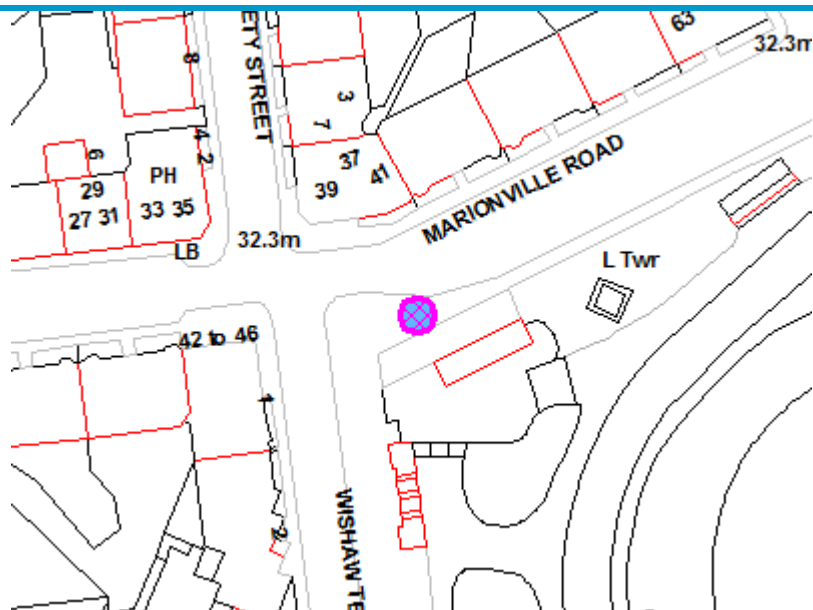 ETY STREET
63
32.3m
8
3
7
4
2
6
37
PH
29
39
41
27 31
33 35
MARIONVILLE ROAD
LB
32.3m
L Twr
42 to 46
1
2
WISHAW TE